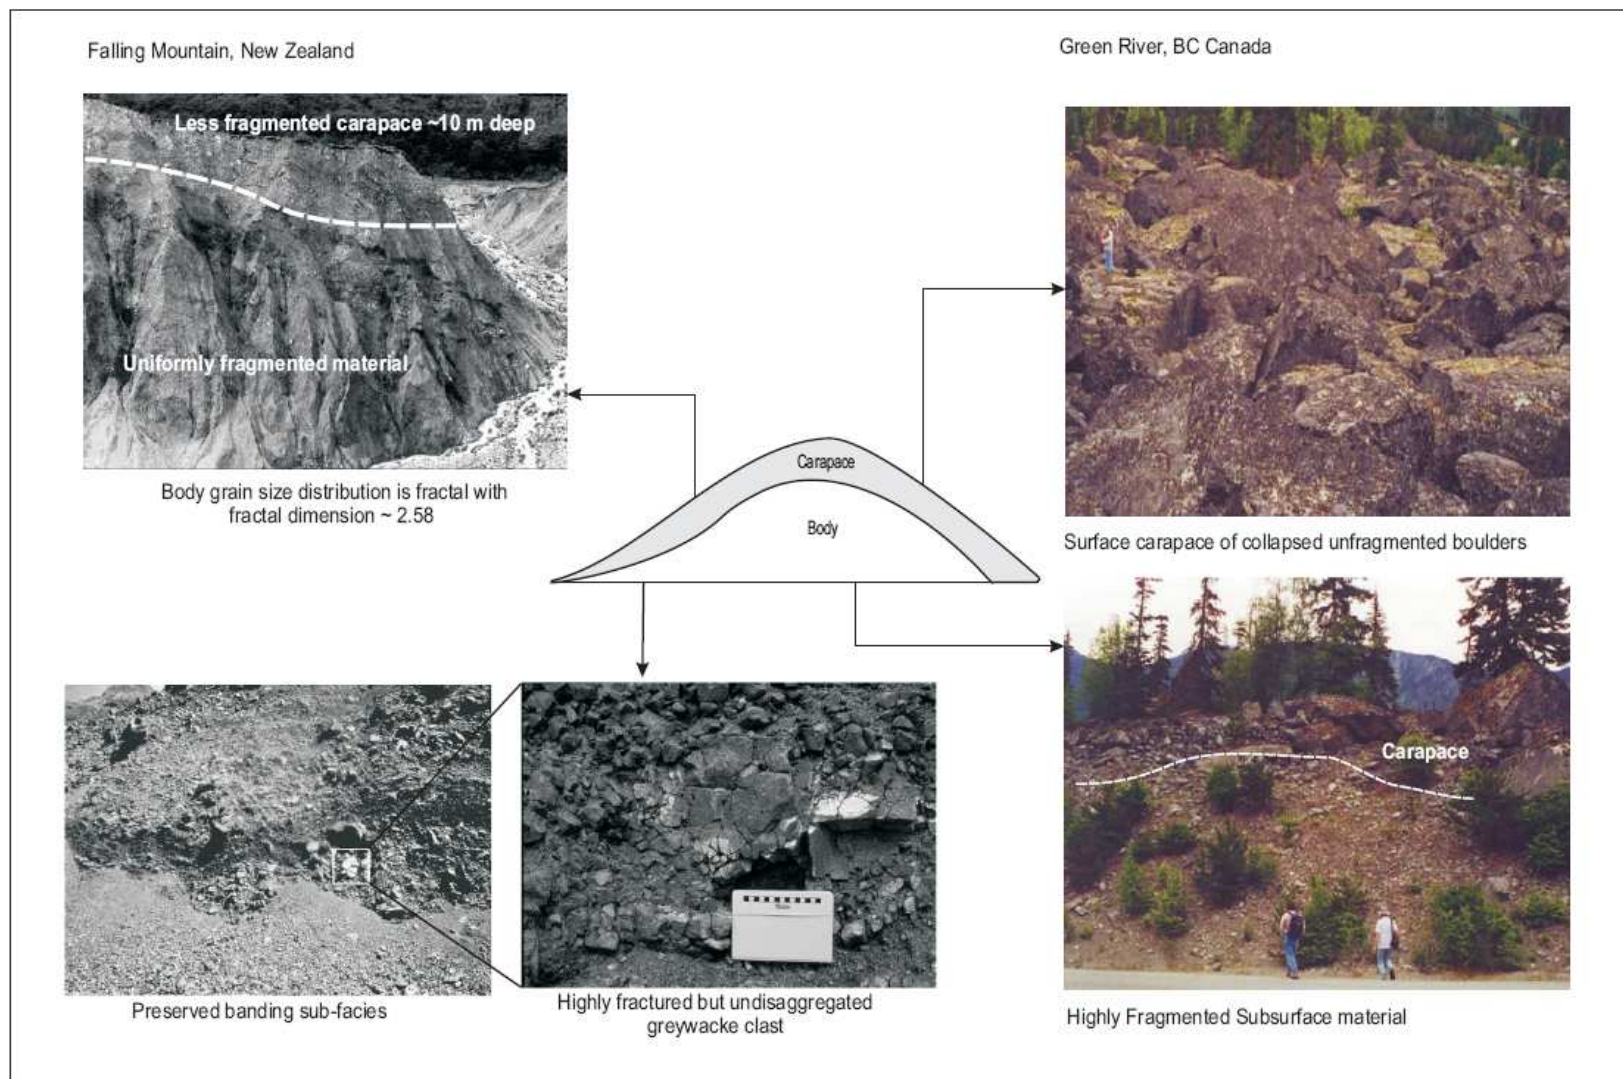 Falling Mountain, New Zealand
Green River, BC Canada
Less fragmented carapace ~10 m deep
Uniformly fragmented material
Body grain size distribution is fractal with
fractal dimension ~ 2.58
Carapace
Body
Surface carapace of collapsed unfragmented boulders
Carapace
Preserved banding sub-facies
Highly fractured but undisaggregated
greywacke clast
Highly Fragmented Subsurface material